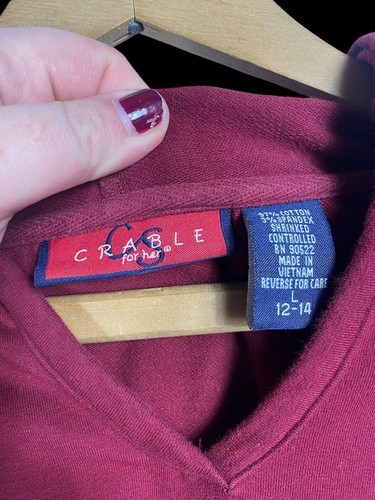 CS
CRABLE
for her®
97% COTTON
3% SPANDEX
SHRINKED
CONTROLLED
RN 90522
MADE IN
VIETNAM
REVERSE FOR CARE
L
12-14